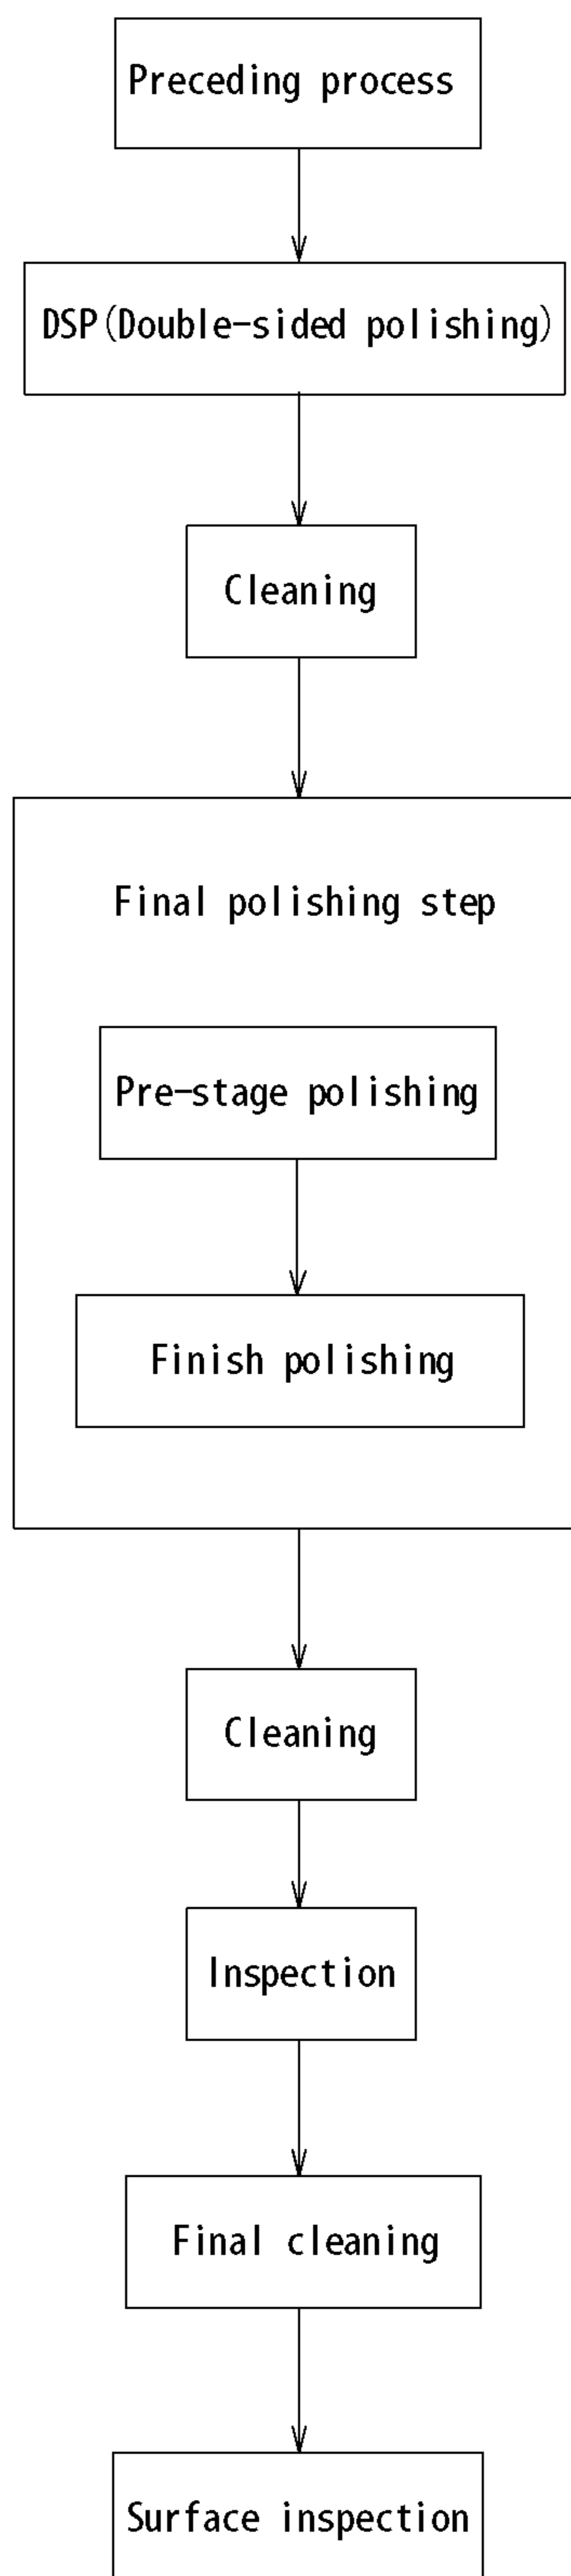 Preceding process
DSP(Double-sided polishing)
Cleaning
Final polishing step
Pre-stage polishing
Finish polishing
Cleaning
Inspection
Final cleaning
Surface inspection